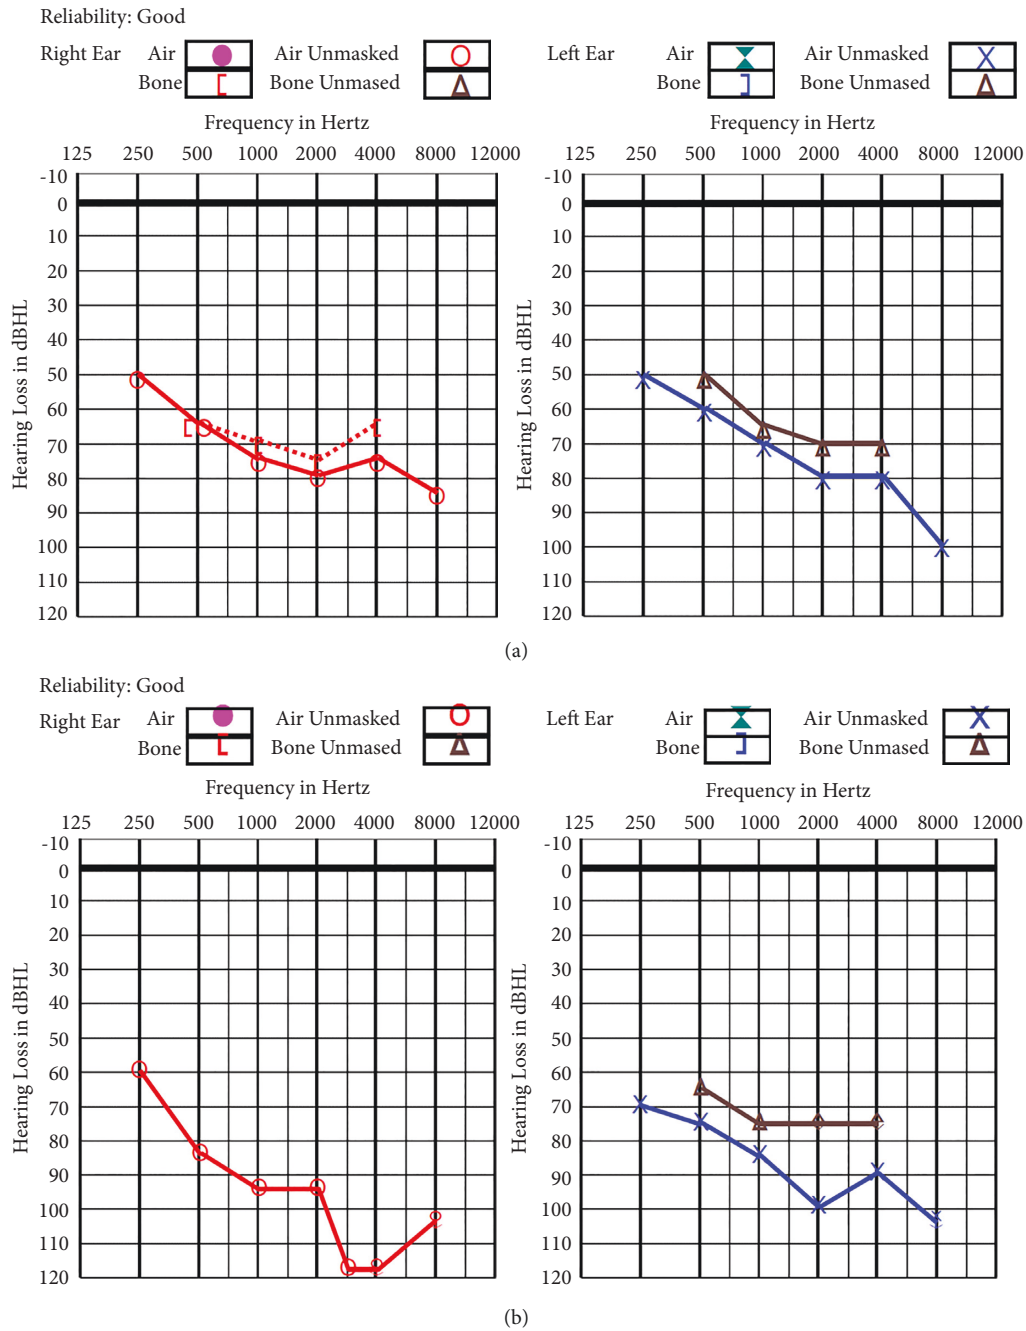 Reliability: Good
Right Ear Air Air Unmasked Left Ear Air Air Unmasked
Bone Bone Unmased Bone Bone Unmased
Frequency in Hertz Frequency in Hertz
125 250 500 1000 2000 4000 8000 12000 125 250 500 1000 2000 4000 8000 12000
-10 -10
0 0
10 10
20 20
30 30
40 40
50 50
60 60
70 70
80 80
90 90
100 100
110 110
120 120
Hearing Loss in dBHL Hearing Loss in dBHL
(a)
Reliability: Good
Right Ear Air Air Unmasked Left Ear Air Air Unmasked
Bone Bone Unmased Bone Bone Unmased
Frequency in Hertz Frequency in Hertz
125 250 500 1000 2000 4000 8000 12000 125 250 500 1000 2000 4000 8000 12000
-10 -10
0 0
10 10
20 20
30 30
40 40
50 50
60 60
70 70
80 80
90 90
100 100
110 110
120 120
Hearing Loss in dBHL Hearing Loss in dBHL
(b)